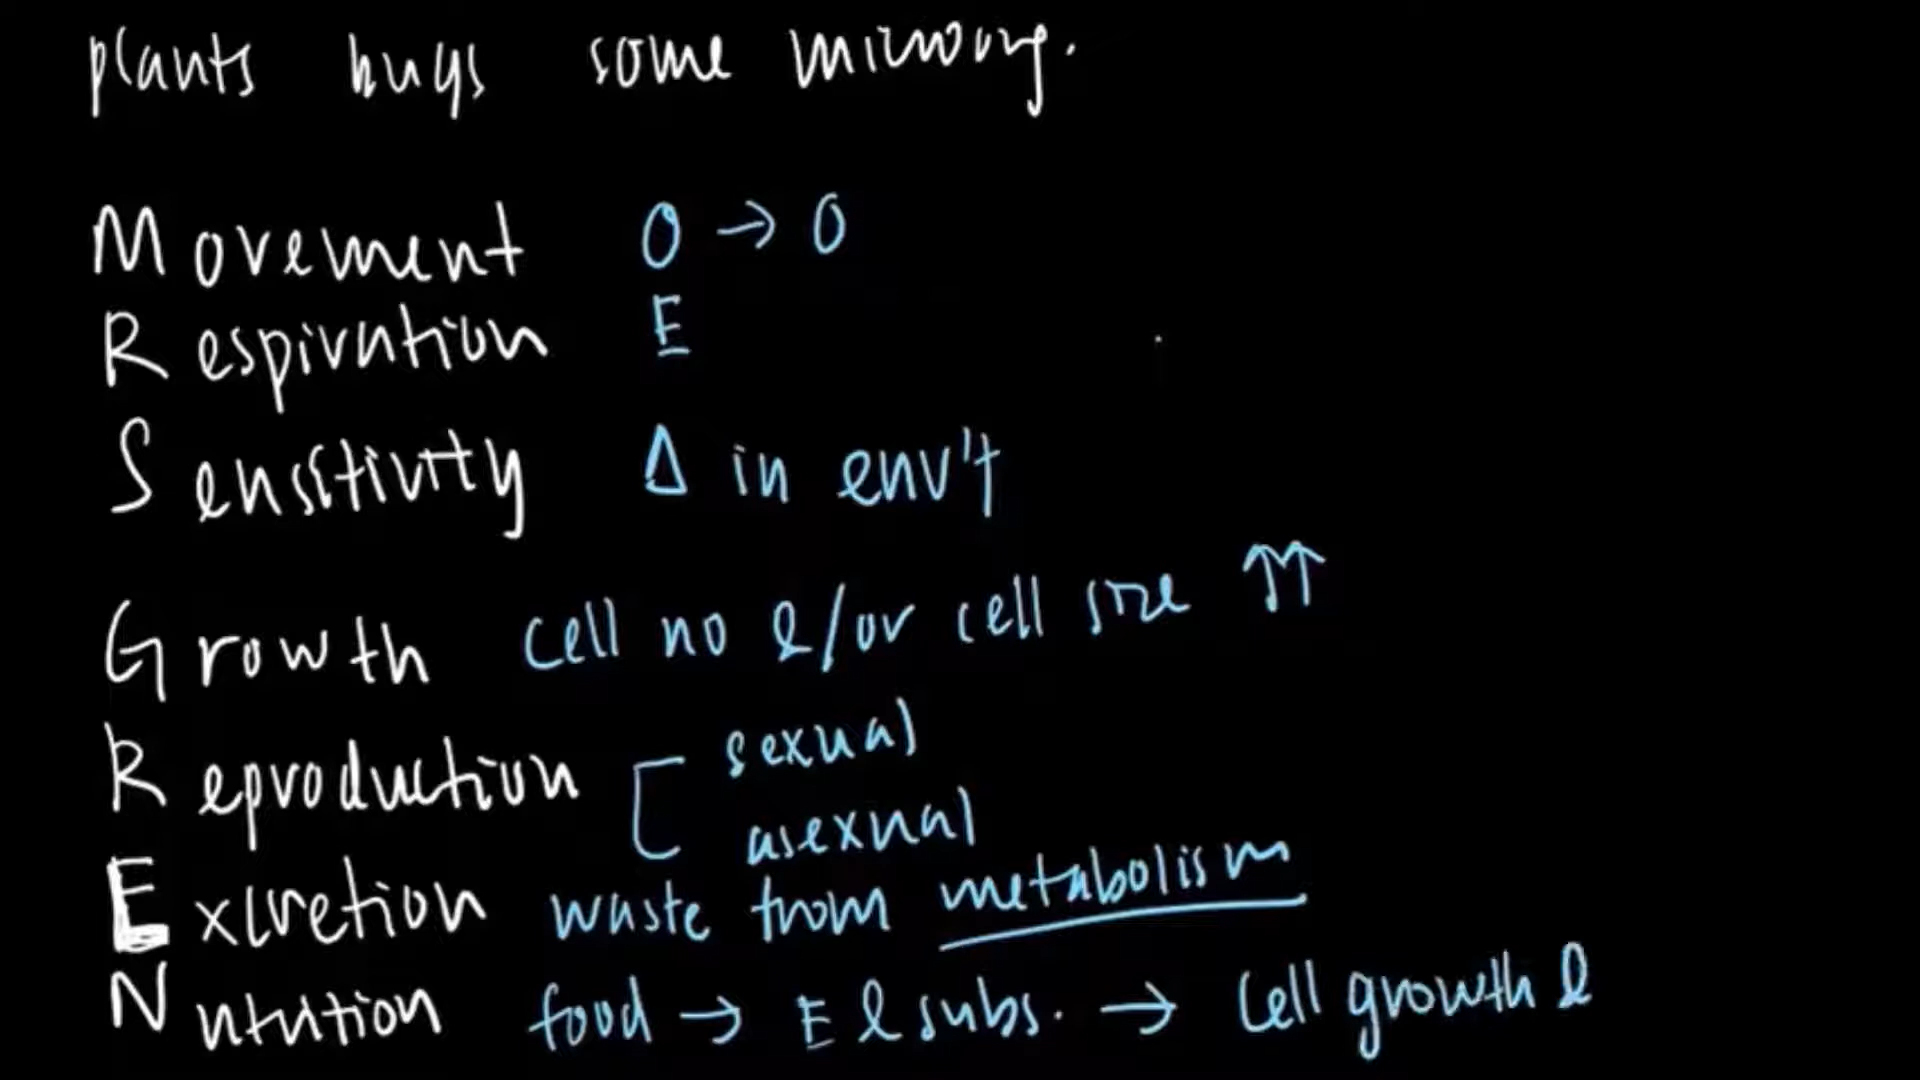 plants bugs some microorg.
Movement O → O
Respiration E
Sensitivity Δ in env't
Growth cell no &/or cell size ↑↑
Reproduction [ sexual
asexual
Excretion waste from metabolism
Nutrition food → E & subs. → cell growth &